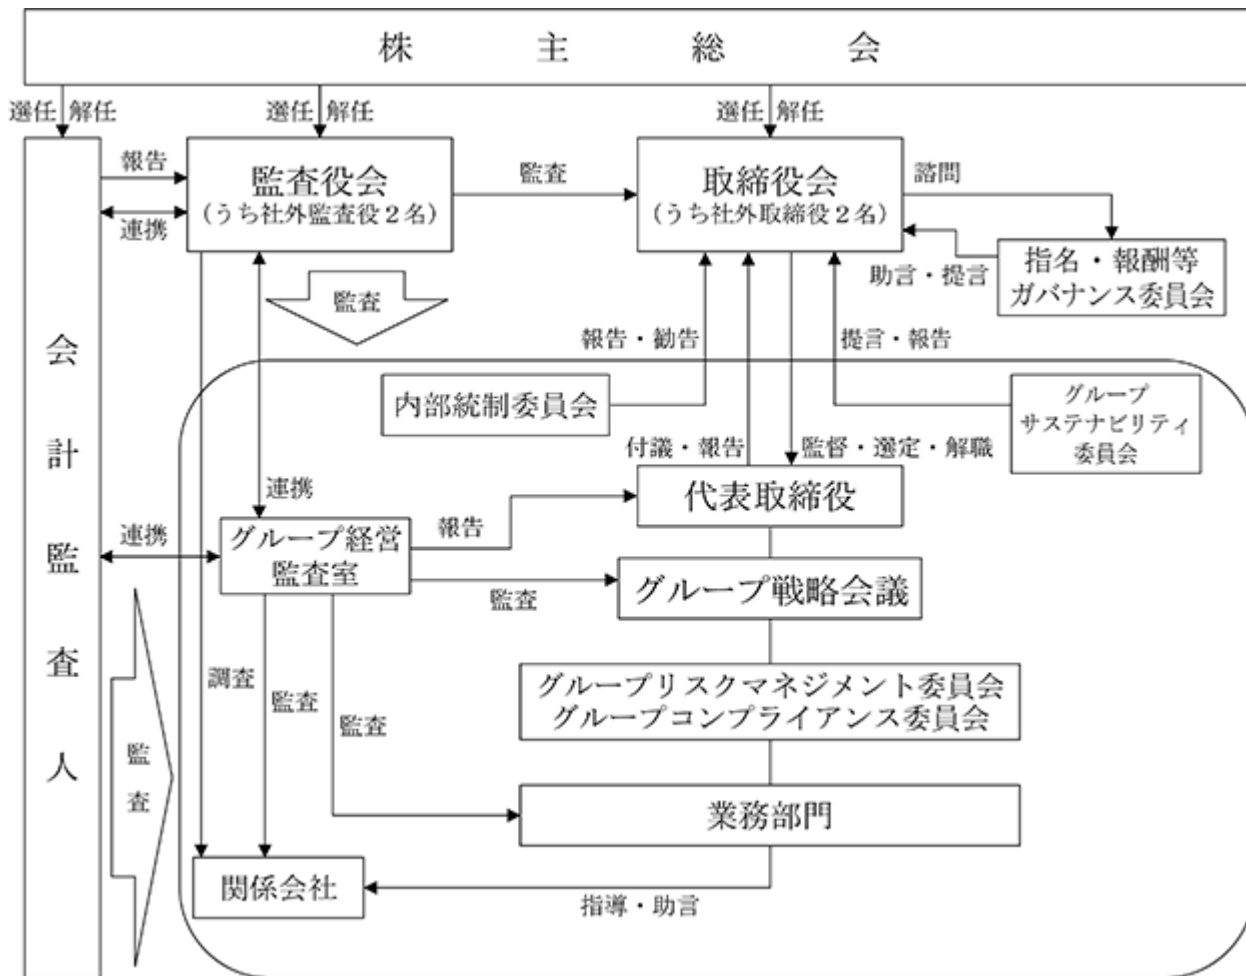 株主総会
選任 解任
選任 解任
選任 解任
会計監査人
報告
連携
監査役会
（うち社外監査役２名）
監査
取締役会
（うち社外取締役２名）
諮問
助言・提言
指名・報酬等
ガバナンス委員会
監査
報告・勧告
提言・報告
内部統制委員会
グループ
サステナビリティ
委員会
付議・報告
監督・選定・解職
代表取締役
連携
連携
報告
グループ経営
監査室
監査
グループ戦略会議
調査
監査
監査
グループリスクマネジメント委員会
グループコンプライアンス委員会
監査
業務部門
関係会社
指導・助言